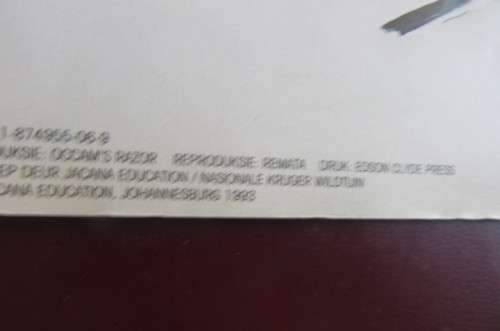 1-874955-06-9
UKSIE: OCCAM'S RAZOR REPRODUKSIE: REMATA DRUK: EDSON CLYDE PRESS
EP DEUR JACANA EDUCATION / NASIONALE KRUGER WILDTUIN
CANA EDUCATION, JOHANNESBURG 1993